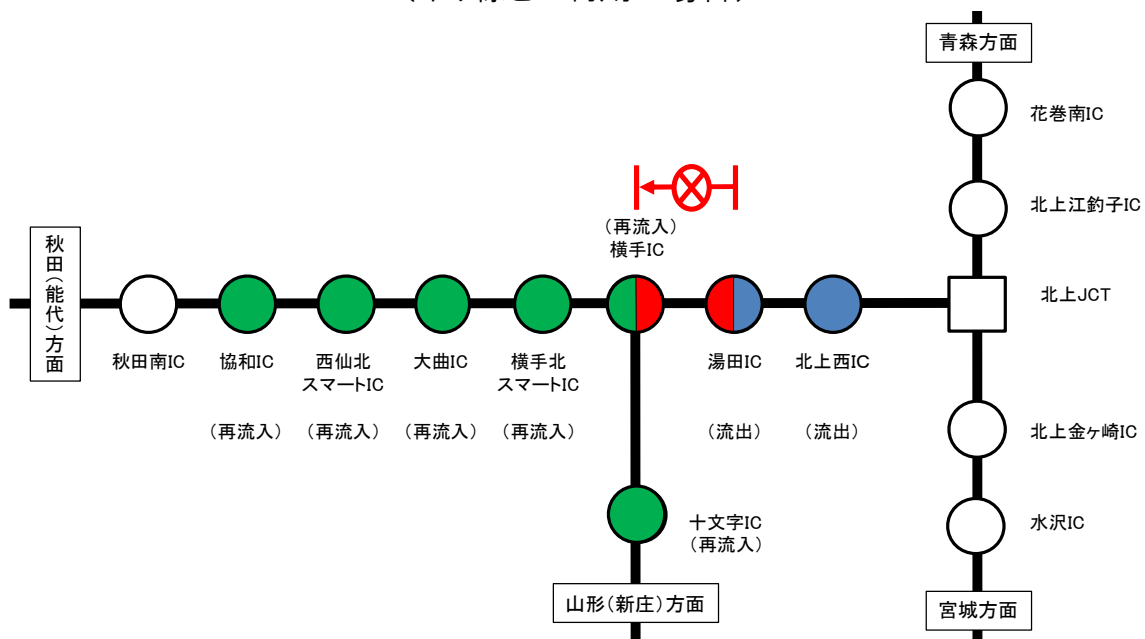 青森方面
花巻南IC
北上江釣子IC
(再流入)
横手IC
秋田(能代)方面
北上JCT
秋田南IC
協和IC
西仙北
スマートIC
大曲IC
横手北
スマートIC
湯田IC
北上西IC
(再流入)
(再流入)
(再流入)
(再流入)
(流出)
(流出)
北上金ヶ崎IC
十文字IC
(再流入)
水沢IC
山形(新庄)方面
宮城方面